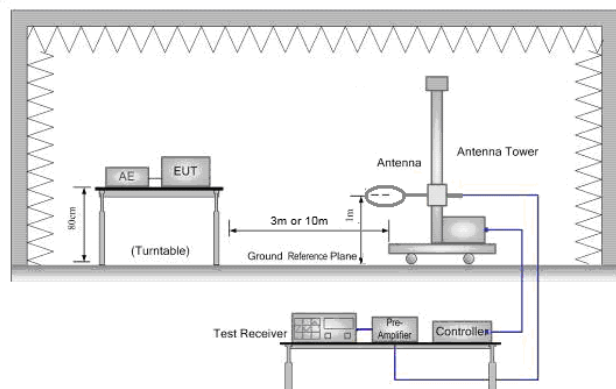 Antenna
Antenna Tower
AE
EUT
80cm
(Turntable)
3m or 10m
1m
Ground Reference Plane
Test Receiver
Pre-
Amplifier
Controller